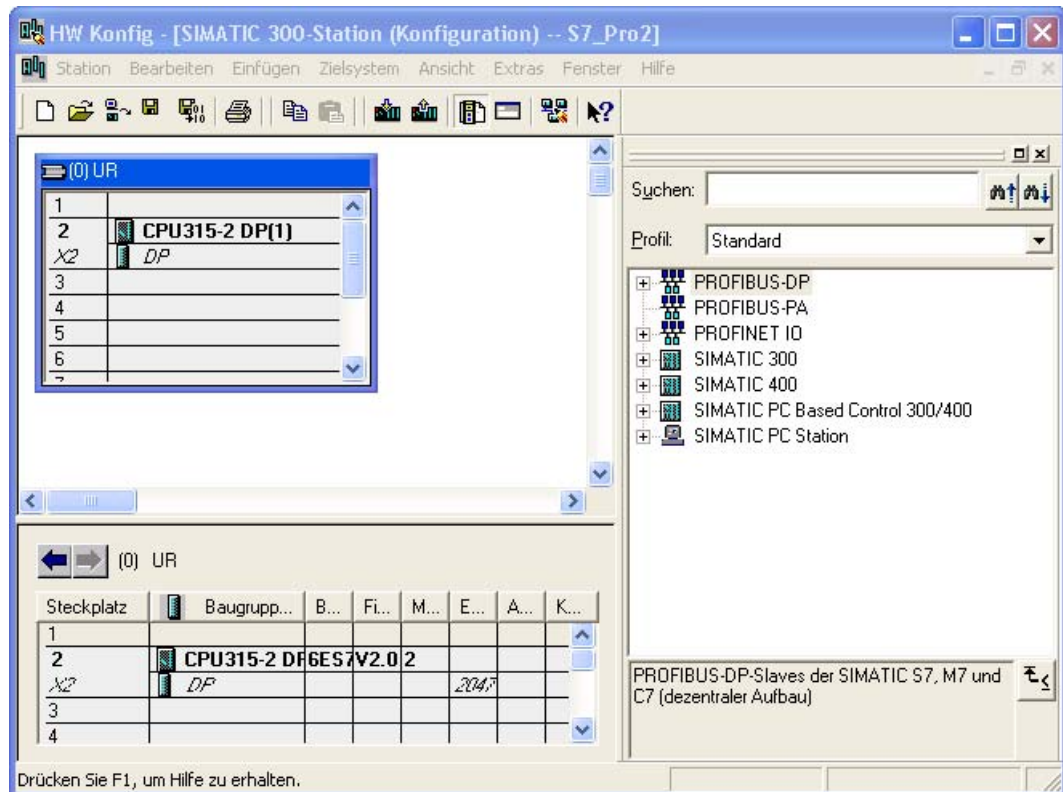 HW Konfig - [SIMATIC 300-Station (Konfiguration) -- S7_Pro2]
Station Bearbeiten Einfügen Zielsystem Ansicht Extras Fenster Hilfe
(0) UR
1
2 CPU315-2 DP(1)
X2 DP
3
4
5
6
7
Suchen:
Profil: Standard
PROFIBUS-DP
PROFIBUS-PA
PROFINET IO
SIMATIC 300
SIMATIC 400
SIMATIC PC Based Control 300/400
SIMATIC PC Station
(0) UR
Steckplatz Baugrupp... B... Fi... M... E... A... K...
1
2 CPU315-2 DP 6ES7 V2.0 2
X2 DP 2047
3
4
PROFIBUS-DP-Slaves der SIMATIC S7, M7 und
C7 (dezentraler Aufbau)
Drücken Sie F1, um Hilfe zu erhalten.